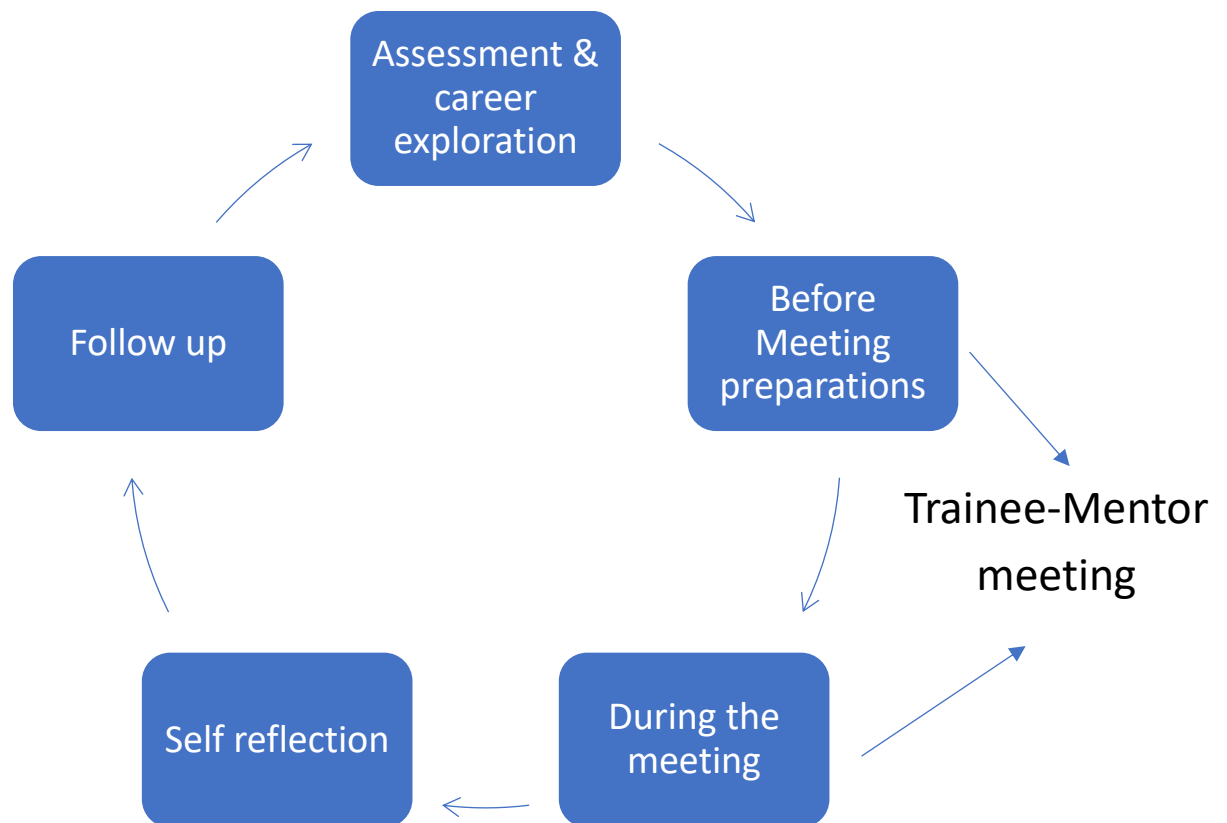 Assessment &
career
exploration
Before
Meeting
preparations
Trainee-Mentor
meeting
During the
meeting
Self reflection
Follow up